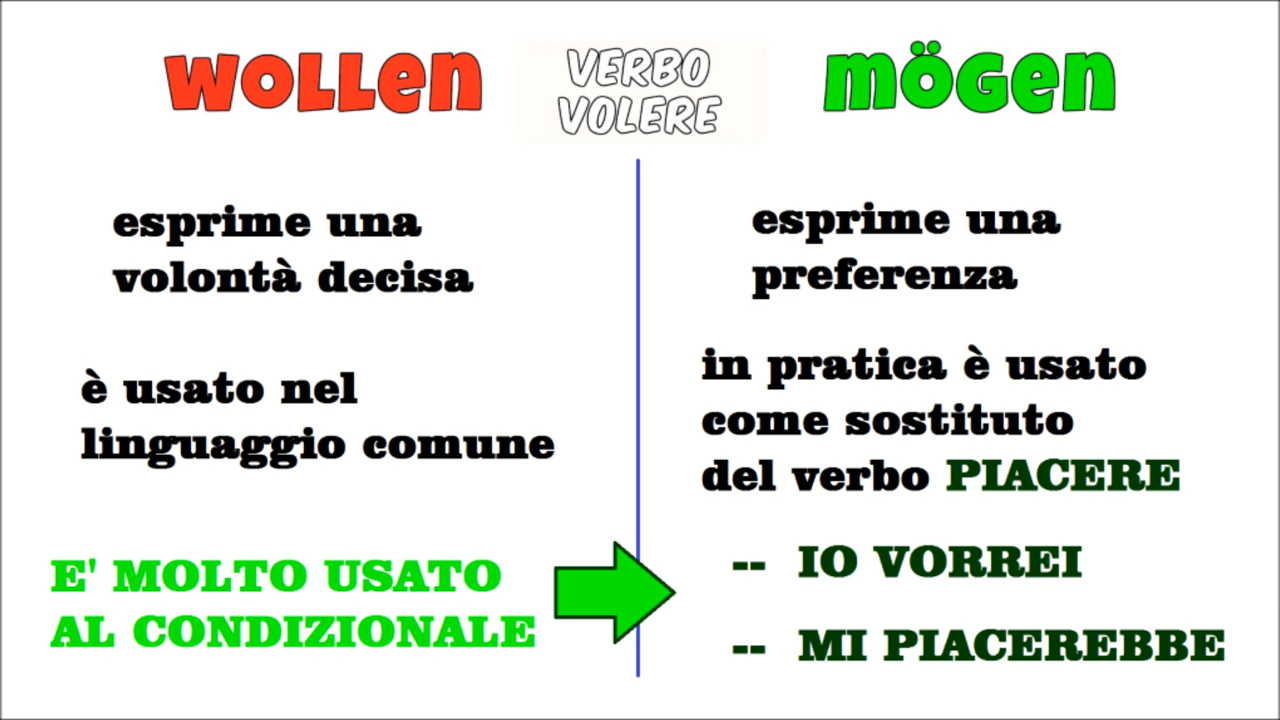 wollen
VERBO
VOLERE
mögen
esprime una
volontà decisa
è usato nel
linguaggio comune
E' MOLTO USATO
AL CONDIZIONALE
esprime una
preferenza
in pratica è usato
come sostituto
del verbo PIACERE
-- IO VORREI
-- MI PIACEREBBE